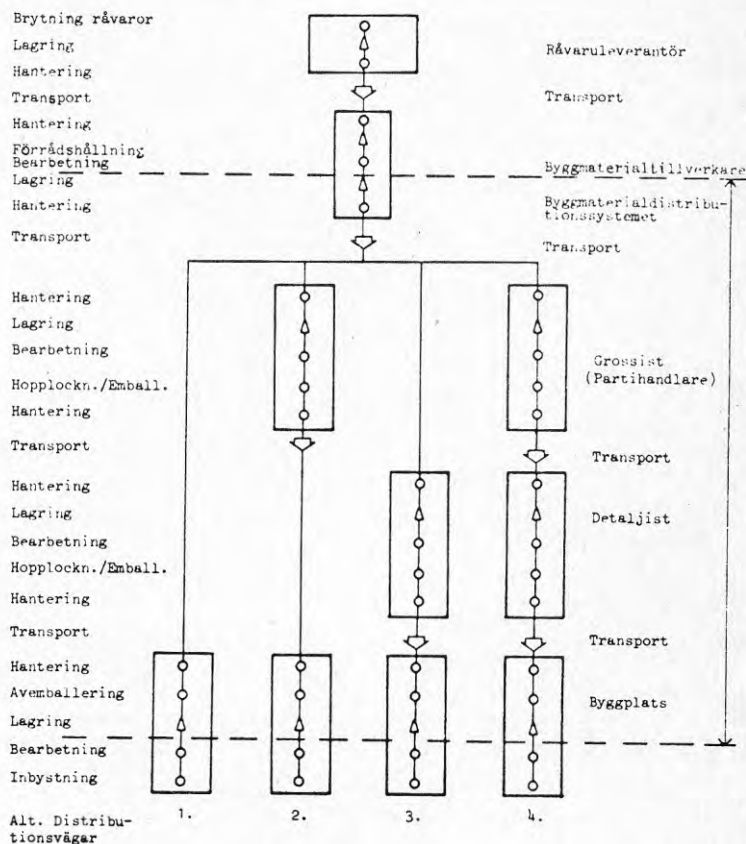 Brytning råvaror
Lagring
Råvaruleverantör
Hantering
Transport
Transport
Hantering
Förrådshållning
Bearbetning
Byggmaterialtillverkare
Lagring
Hantering
Byggmaterialdistribu-
tionssystemet
Transport
Transport
Hantering
Lagring
Bearbetning
Grossist
(Partihandlare)
Hopplockn./Emball.
Hantering
Transport
Transport
Hantering
Lagring
Detaljist
Bearbetning
Hopplockn./Emball.
Hantering
Transport
Transport
Hantering
Avemballering
Byggplats
Lagring
Bearbetning
Inbystning
Alt. Distribu-
tionsvägar
1.
2.
3.
4.